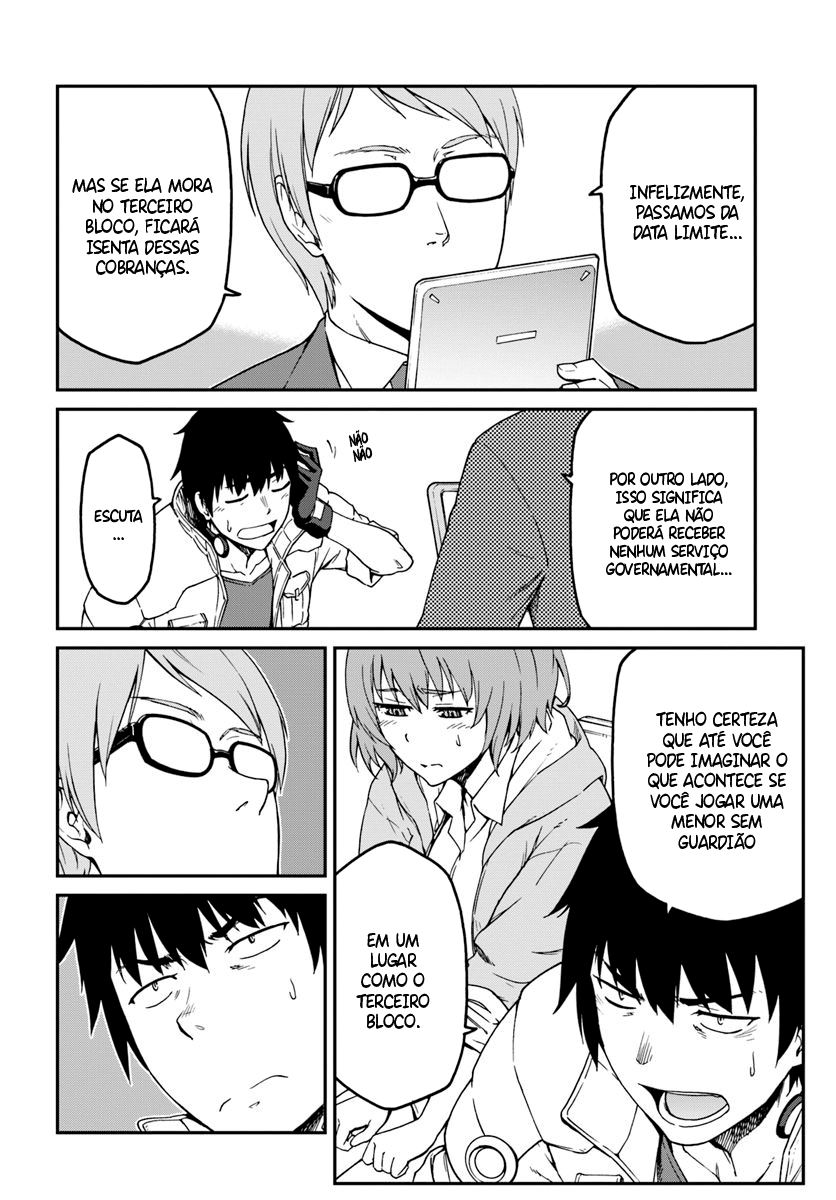 INFELIZMENTE,
PASSAMOS DA
DATA LIMITE...
MAS SE ELA MORA
NO TERCEIRO
BLOCO, FICARÁ
ISENTA DESSAS
COBRANÇAS.
POR OUTRO LADO,
ISSO SIGNIFICA
QUE ELA NÃO
PODERÁ RECEBER
NENHUM SERVIÇO
GOVERNAMENTAL...
NÃO
NÃO
ESCUTA
...
TENHO CERTEZA
QUE ATÉ VOCÊ
PODE IMAGINAR O
QUE ACONTECE SE
VOCÊ JOGAR UMA
MENOR SEM
GUARDIÃO
EM UM
LUGAR
COMO O
TERCEIRO
BLOCO.